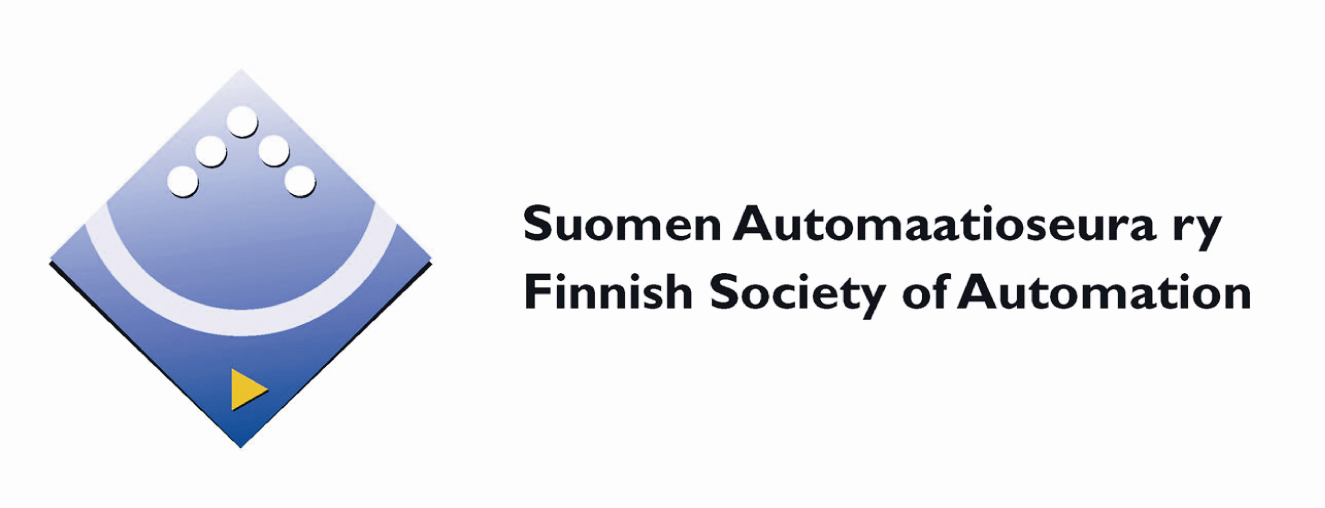 Suomen Automaatioseura ry
Finnish Society of Automation